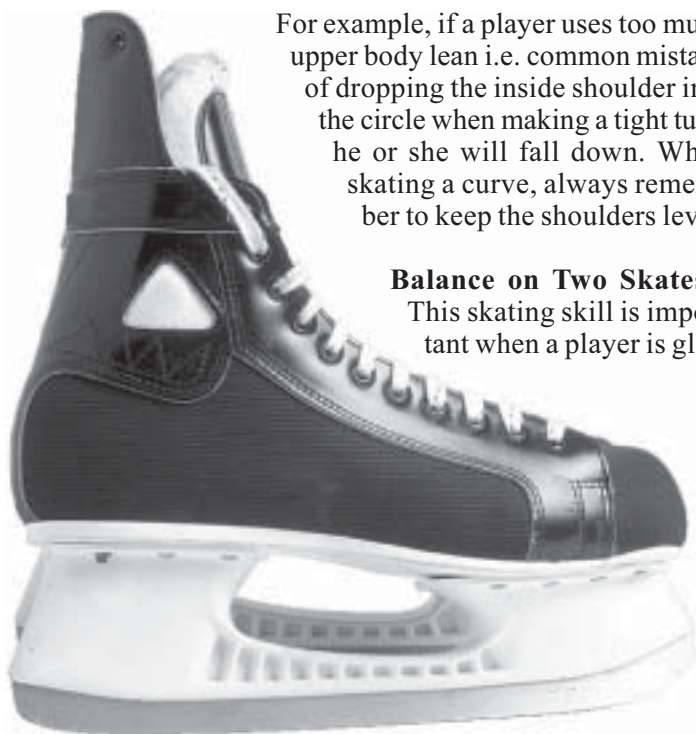 For example, if a player uses too mu
upper body lean i.e. common mista
of dropping the inside shoulder in
the circle when making a tight tu
he or she will fall down. Wh
skating a curve, always reme
ber to keep the shoulders lev
Balance on Two Skates
This skating skill is impo
tant when a player is gl